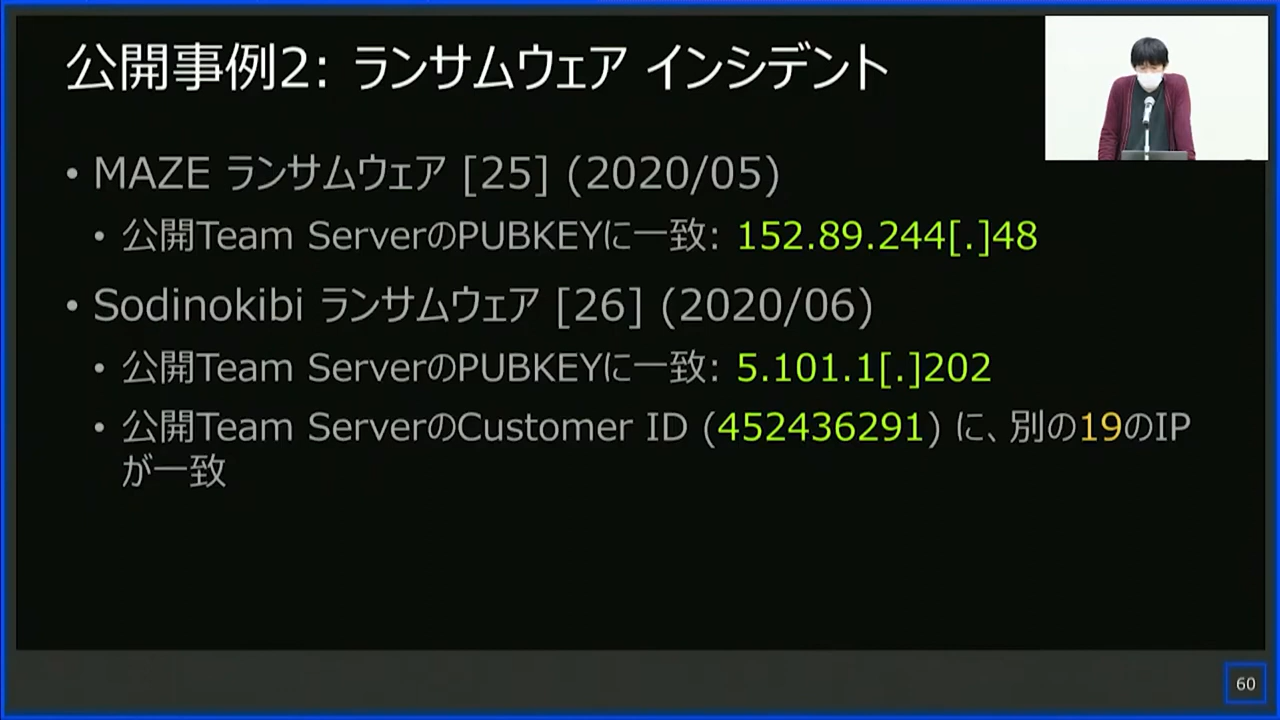 公開事例2: ランサムウェア インシデント
• MAZE ランサムウェア [25] (2020/05)
• 公開Team ServerのPUBKEYに一致: 152.89.244[.]48
• Sodinokibi ランサムウェア [26] (2020/06)
• 公開Team ServerのPUBKEYに一致: 5.101.1[.]202
• 公開Team ServerのCustomer ID (452436291) に、別の19のIP
が一致
60